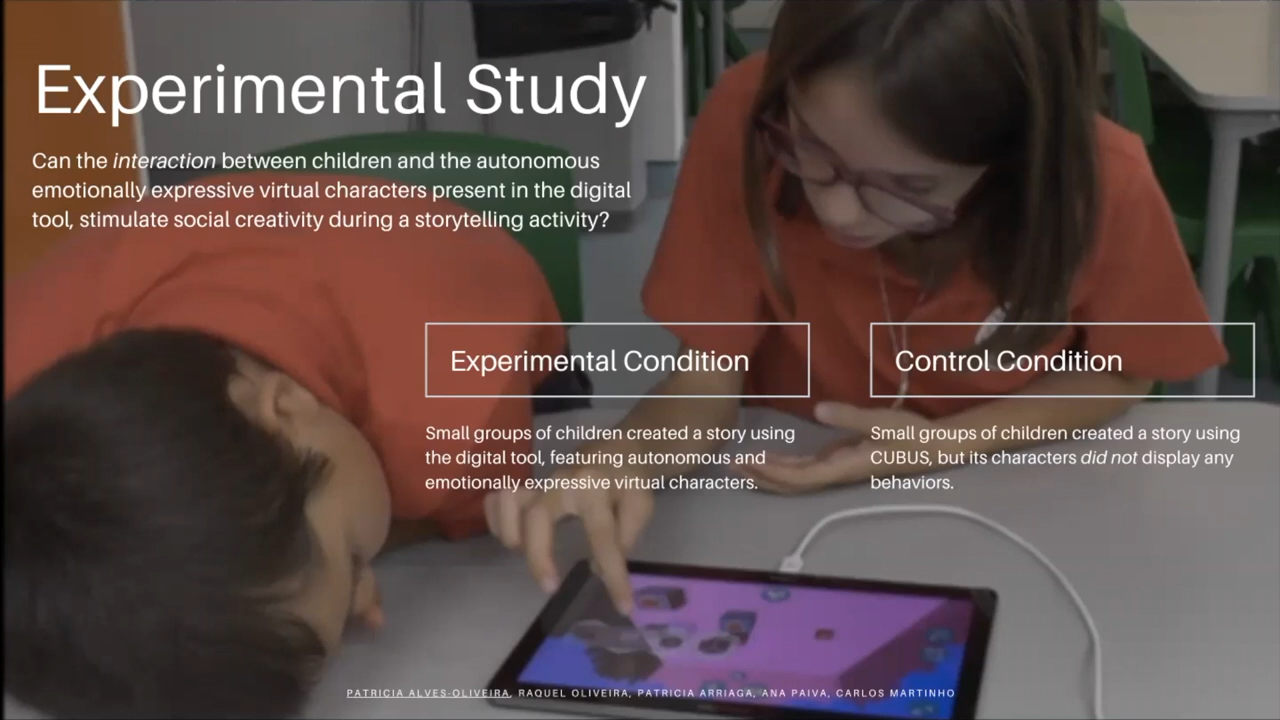 Experimental Study
Can the interaction between children and the autonomous
emotionally expressive virtual characters present in the digital
tool, stimulate social creativity during a storytelling activity?
Experimental Condition
Small groups of children created a story using
the digital tool, featuring autonomous and
emotionally expressive virtual characters.
Control Condition
Small groups of children created a story using
CUBUS, but its characters did not display any
behaviors.
PATRICIA ALVES-OLIVEIRA, RAQUEL OLIVEIRA, PATRICIA ARRIAGA, ANA PAIVA, CARLOS MARTINHO